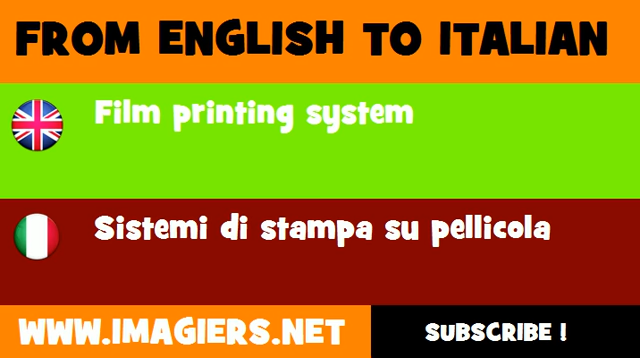 FROM ENGLISH TO ITALIAN
Film printing system
Sistemi di stampa su pellicola
WWW.IMAGIERS.NET
SUBSCRIBE !